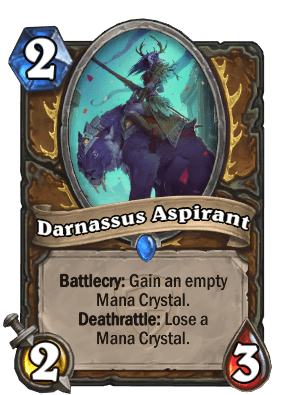 2
Darnassus Aspirant
Battlecry: Gain an empty
Mana Crystal.
Deathrattle: Lose a
Mana Crystal.
2
3